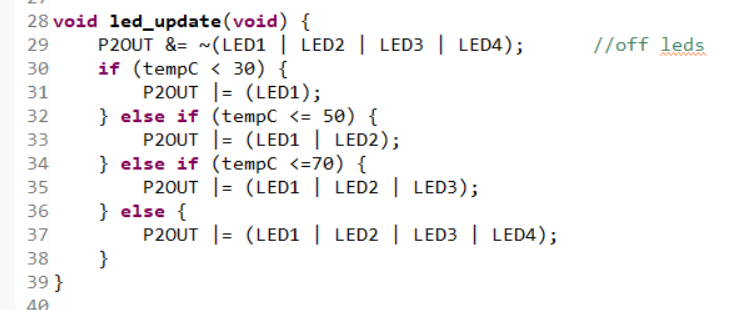 28 void led_update(void) {
29     P2OUT &= ~(LED1 | LED2 | LED3 | LED4);      //off leds
30     if (tempC < 30) {
31         P2OUT |= (LED1);
32     } else if (tempC <= 50) {
33         P2OUT |= (LED1 | LED2);
34     } else if (tempC <=70) {
35         P2OUT |= (LED1 | LED2 | LED3);
36     } else {
37         P2OUT |= (LED1 | LED2 | LED3 | LED4);
38     }
39 }
40